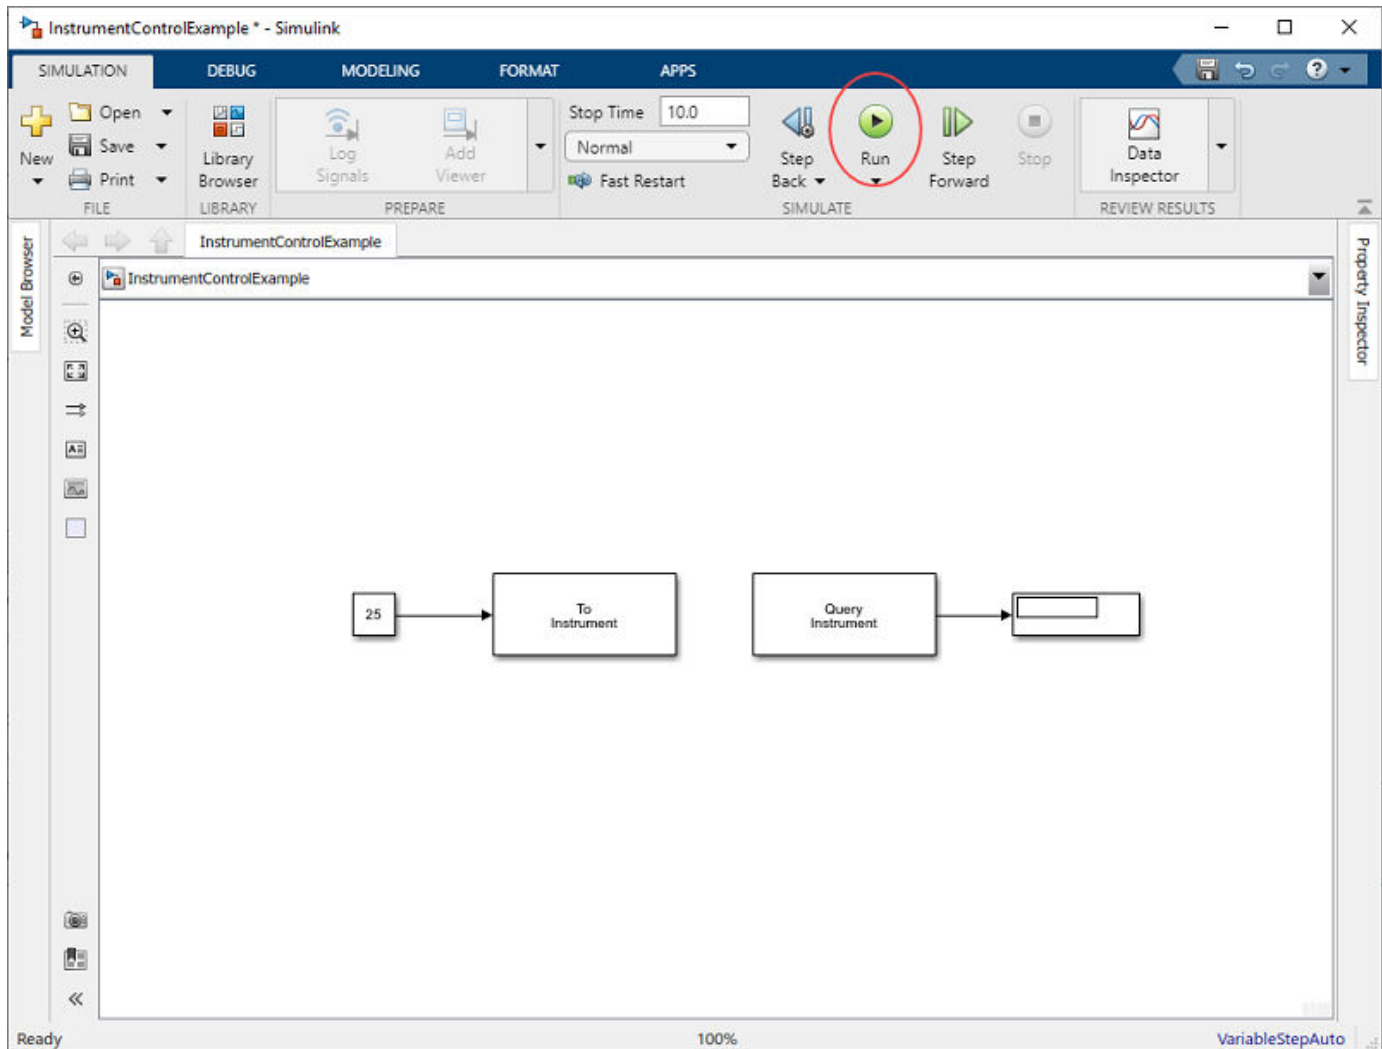 InstrumentControlExample * - Simulink
SIMULATION DEBUG MODELING FORMAT APPS
New
Open
Save
Print
FILE
Library
Browser
LIBRARY
Log
Signals
Add
Viewer
PREPARE
Stop Time 10.0
Normal
Fast Restart
Step
Back
Run
Step
Forward
Stop
SIMULATE
Data
Inspector
REVIEW RESULTS
Model Browser
InstrumentControlExample
InstrumentControlExample
Property Inspector
25
To
Instrument
Query
Instrument
Ready 100% VariableStepAuto